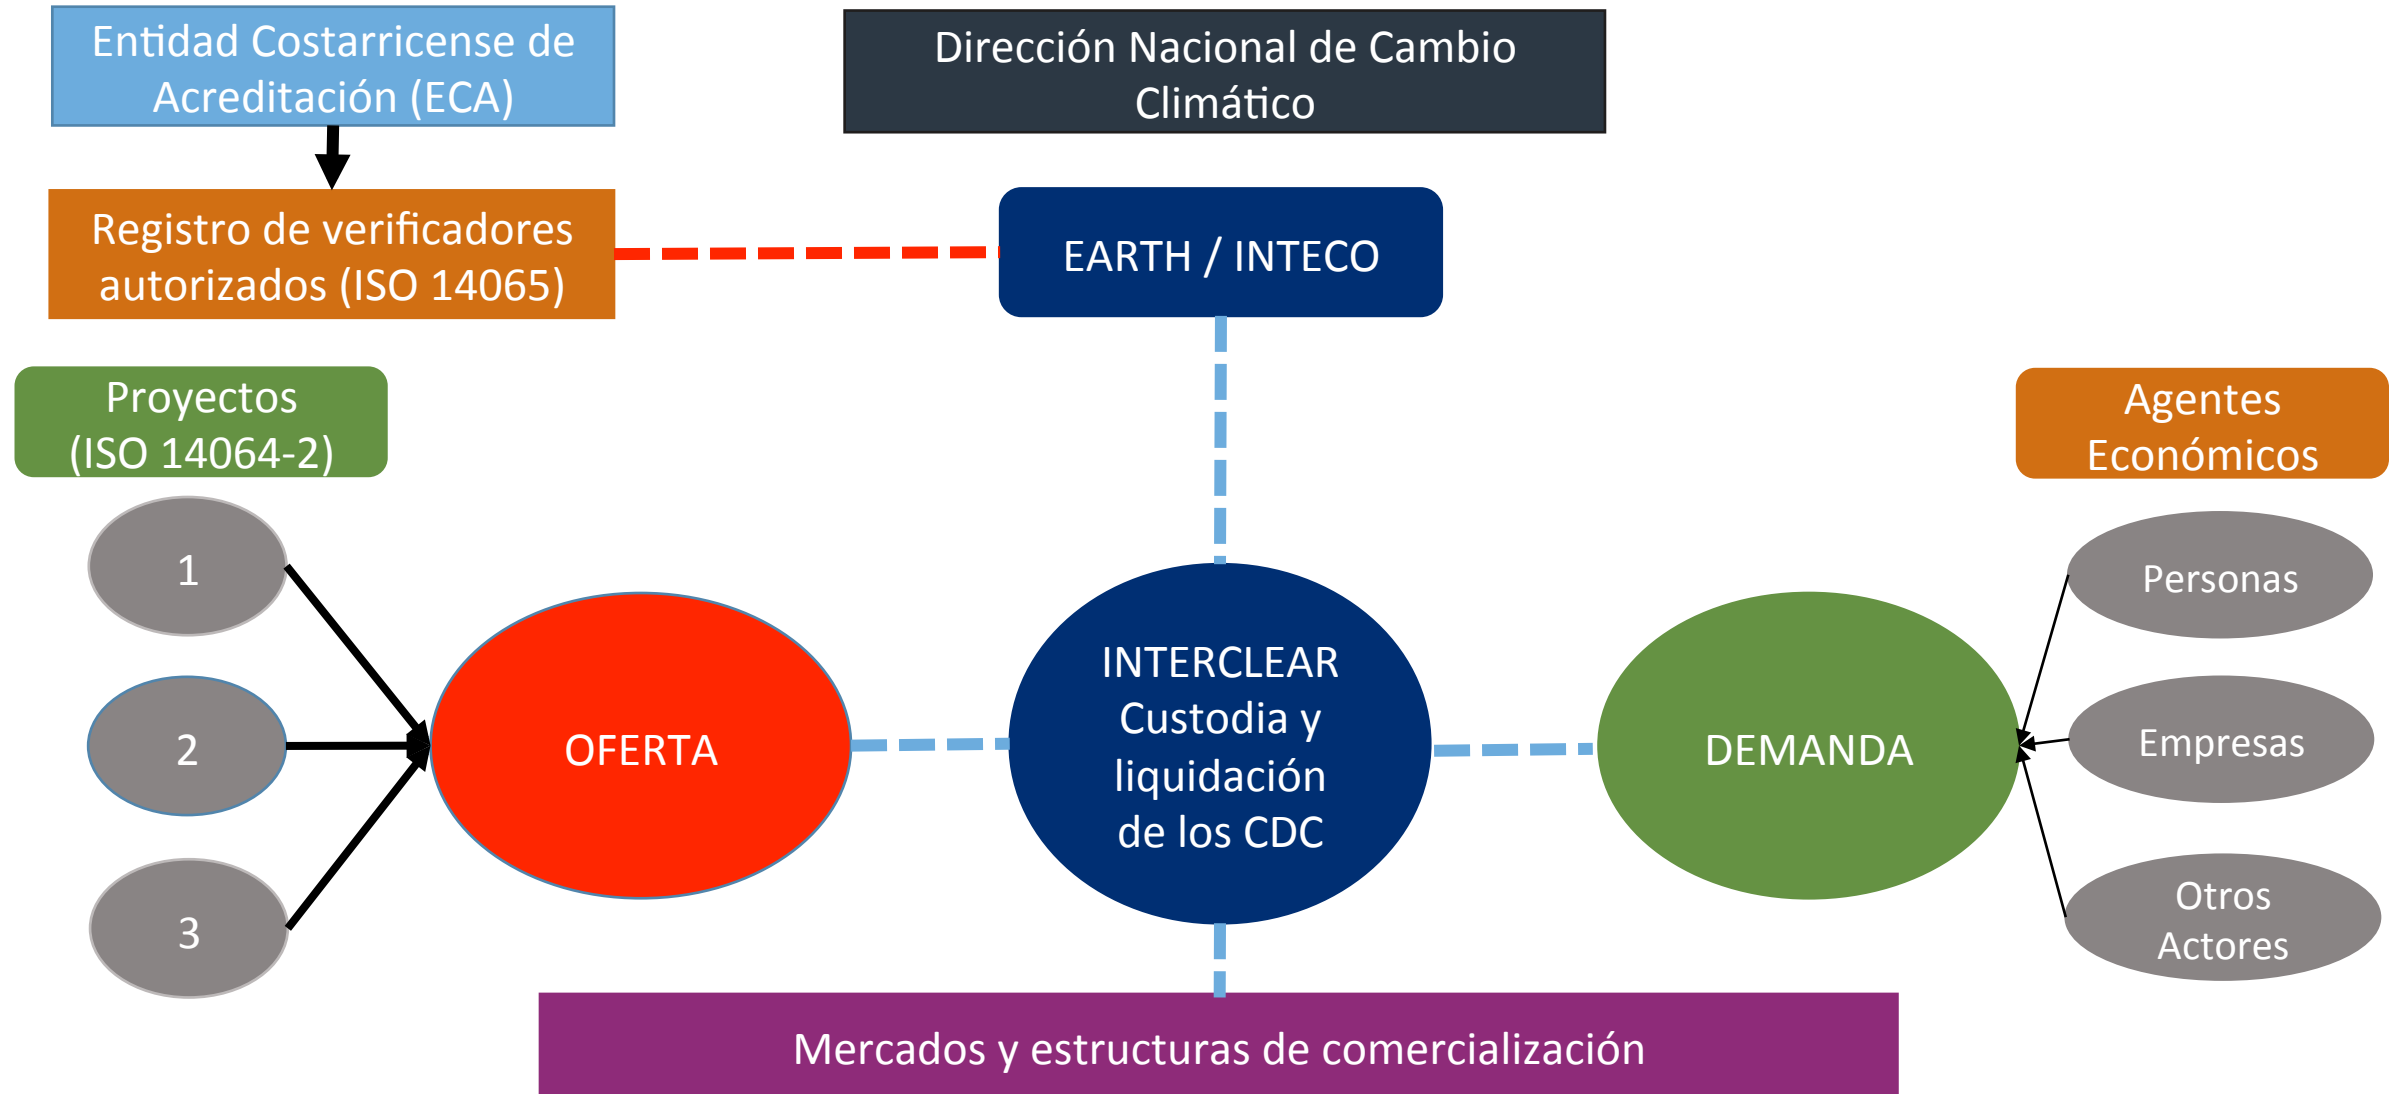 Entidad Costarricense de
Acreditación (ECA)
Dirección Nacional de Cambio
Climático
Registro de verificadores
autorizados (ISO 14065)
EARTH / INTECO
Proyectos
(ISO 14064-2)
Agentes
Económicos
1
2
3
OFERTA
INTERCLEAR
Custodia y
liquidación
de los CDC
DEMANDA
Personas
Empresas
Otros
Actores
Mercados y estructuras de comercialización